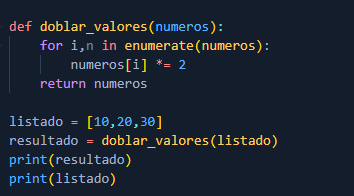 def doblar_valores(numeros):
    for i,n in enumerate(numeros):
        numeros[i] *= 2
    return numeros

listado = [10,20,30]
resultado = doblar_valores(listado)
print(resultado)
print(listado)